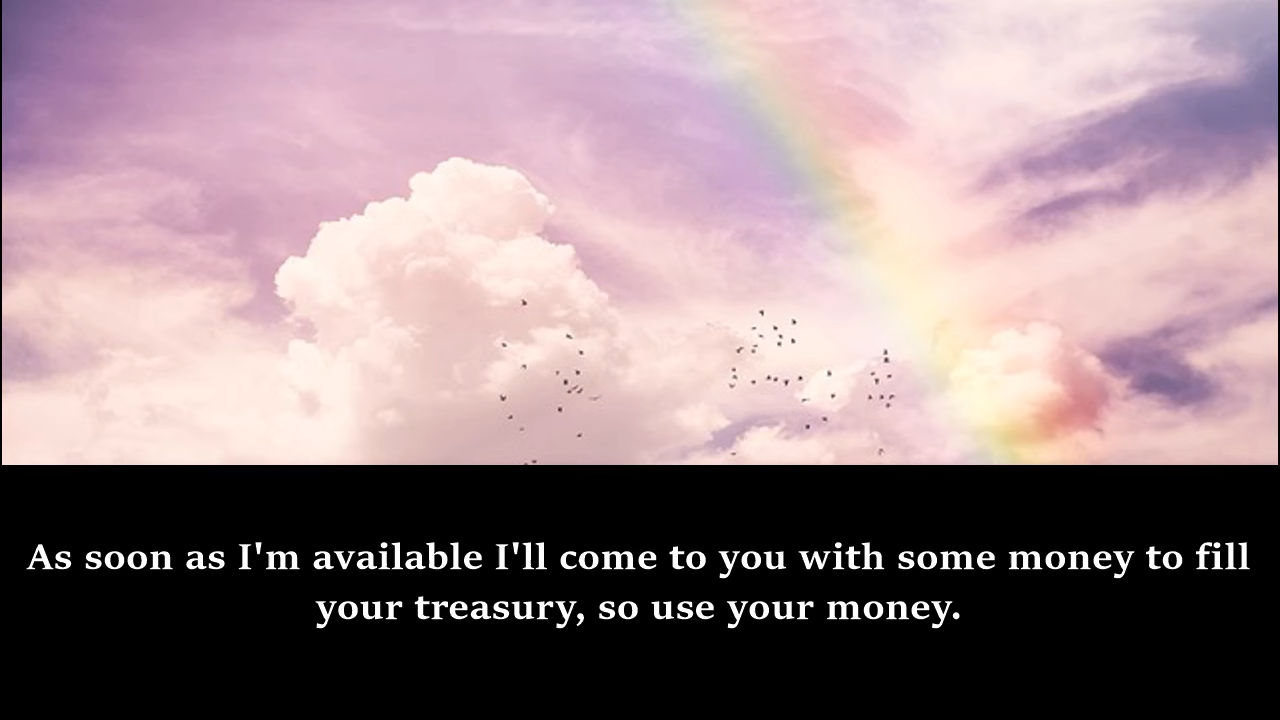 As soon as I'm available I'll come to you with some money to fill
your treasury, so use your money.